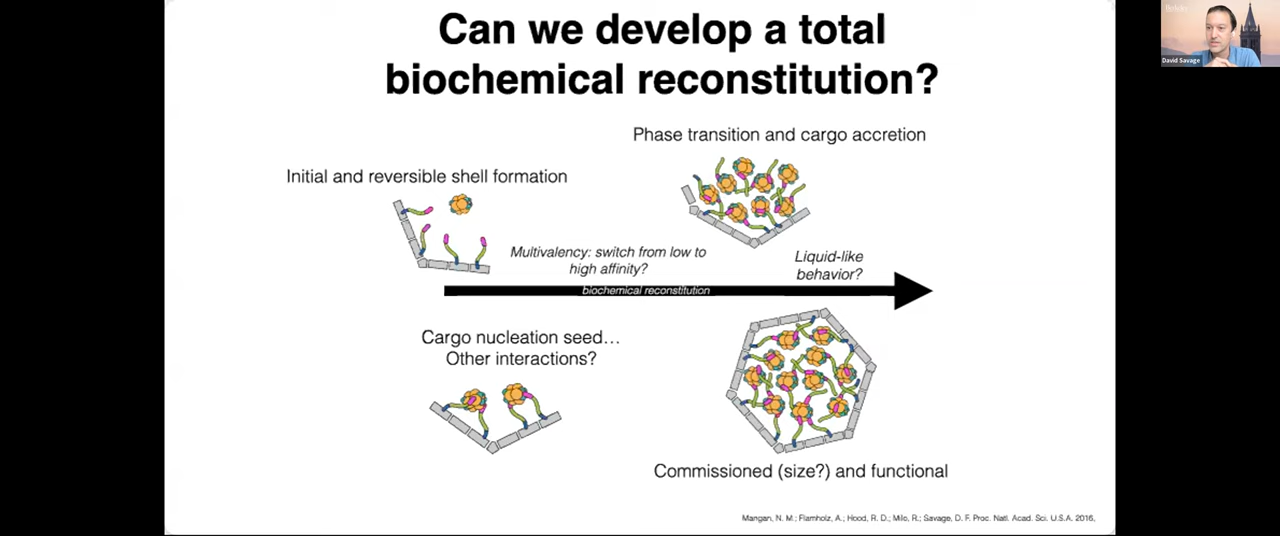 Can we develop a total
biochemical reconstitution?
Phase transition and cargo accretion
Initial and reversible shell formation
Multivalency: switch from low to
high affinity?
Liquid-like
behavior?
biochemical reconstitution
Cargo nucleation seed…
Other interactions?
Commissioned (size?) and functional
Mangan, N. M.; Flamholz, A.; Hood, R. D.; Milo, R.; Savage, D. F. Proc. Natl. Acad. Sci. U.S.A. 2016,
Berkeley
David Savage